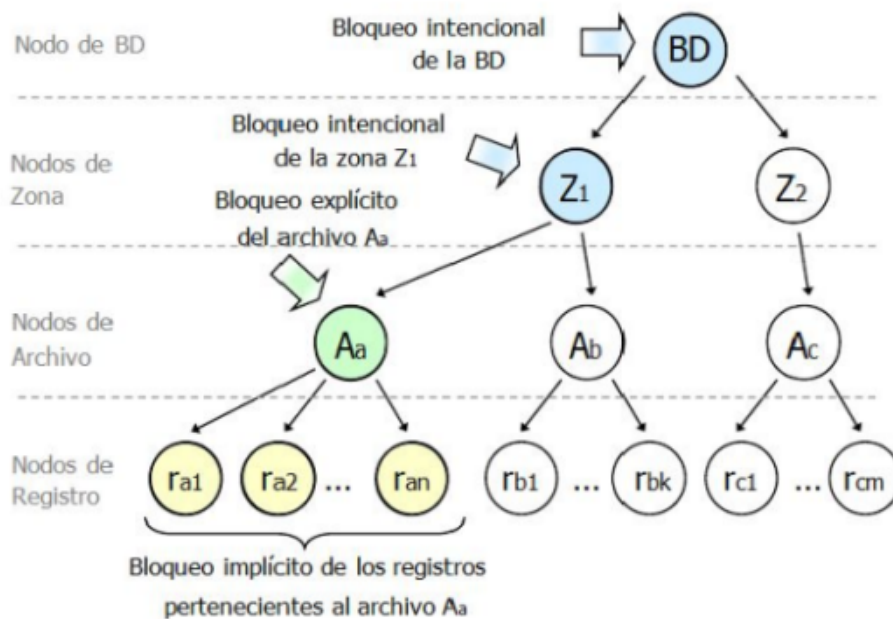 Nodo de BD
Bloqueo intencional
de la BD
BD
Bloqueo intencional
de la zona Z1
Nodos de
Zona
Z1
Z2
Bloqueo explícito
del archivo Aa
Nodos de
Archivo
Aa
Ab
Ac
Nodos de
Registro
ra1
ra2
...
ran
rb1
...
rbk
rc1
...
rcm
Bloqueo implícito de los registros
pertenecientes al archivo Aa